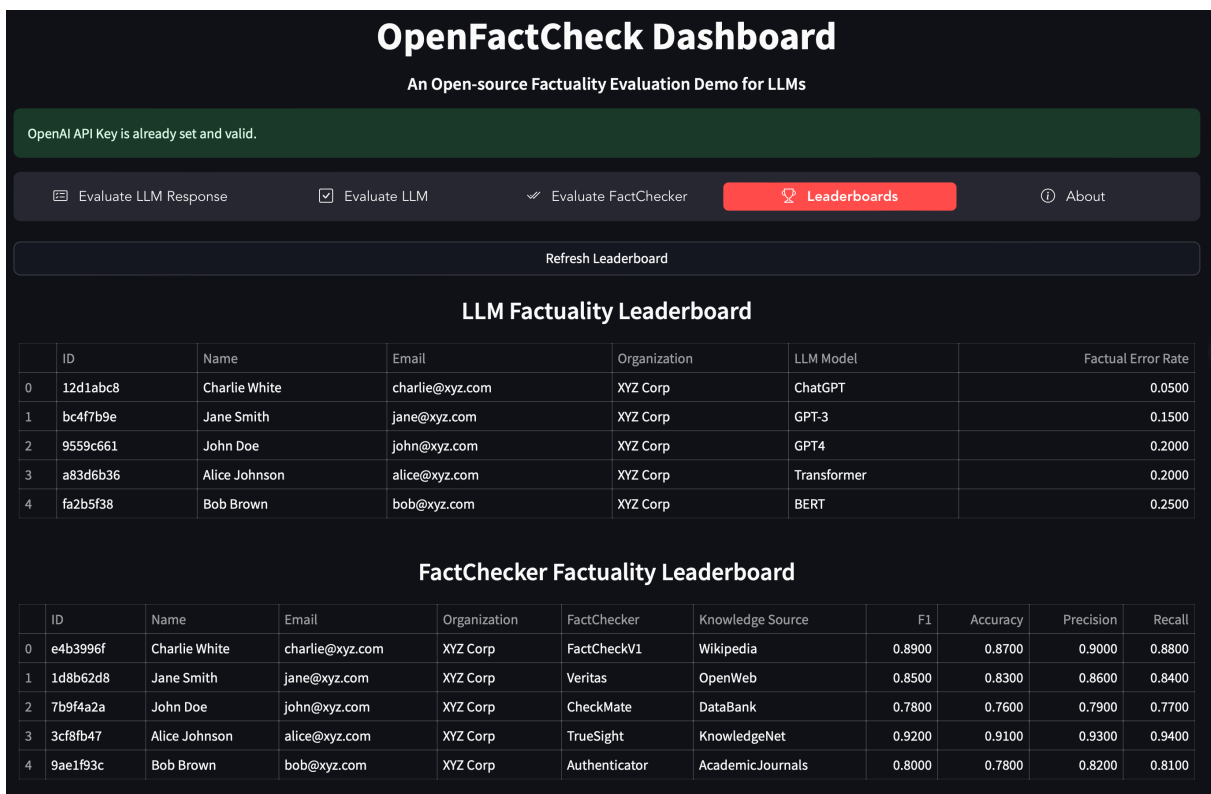 OpenFactCheck Dashboard
An Open-source Factuality Evaluation Demo for LLMs
OpenAI API Key is already set and valid.
Evaluate LLM Response Evaluate LLM Evaluate FactChecker Leaderboards About
Refresh Leaderboard
LLM Factuality Leaderboard
ID Name Email Organization LLM Model Factual Error Rate
0 12d1abc8 Charlie White charlie@xyz.com XYZ Corp ChatGPT 0.0500
1 bc4f7b9e Jane Smith jane@xyz.com XYZ Corp GPT-3 0.1500
2 9559c661 John Doe john@xyz.com XYZ Corp GPT4 0.2000
3 a83d6b36 Alice Johnson alice@xyz.com XYZ Corp Transformer 0.2000
4 fa2b5f38 Bob Brown bob@xyz.com XYZ Corp BERT 0.2500
FactChecker Factuality Leaderboard
ID Name Email Organization FactChecker Knowledge Source F1 Accuracy Precision Recall
0 e4b3996f Charlie White charlie@xyz.com XYZ Corp FactCheckV1 Wikipedia 0.8900 0.8700 0.9000 0.8800
1 1d8b62d8 Jane Smith jane@xyz.com XYZ Corp Veritas OpenWeb 0.8500 0.8300 0.8600 0.8400
2 7b9f4a2a John Doe john@xyz.com XYZ Corp CheckMate DataBank 0.7800 0.7600 0.7900 0.7700
3 3cf8fb47 Alice Johnson alice@xyz.com XYZ Corp TrueSight KnowledgeNet 0.9200 0.9100 0.9300 0.9400
4 9ae1f93c Bob Brown bob@xyz.com XYZ Corp Authenticator AcademicJournals 0.8000 0.7800 0.8200 0.8100